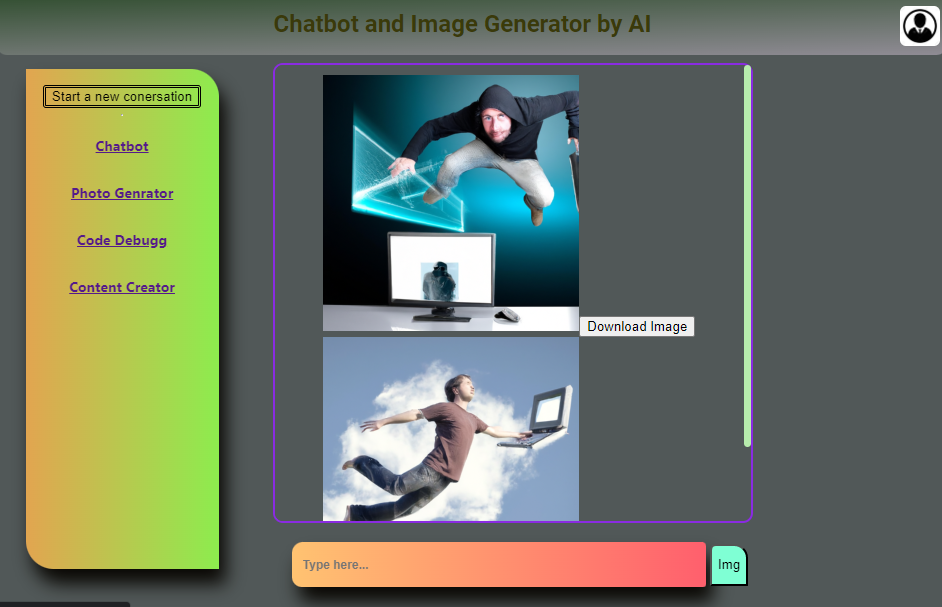 Chatbot and Image Generator by AI
Start a new conersation
Chatbot
Photo Genrator
Code Debugg
Content Creator
Download Image
Type here...
Img